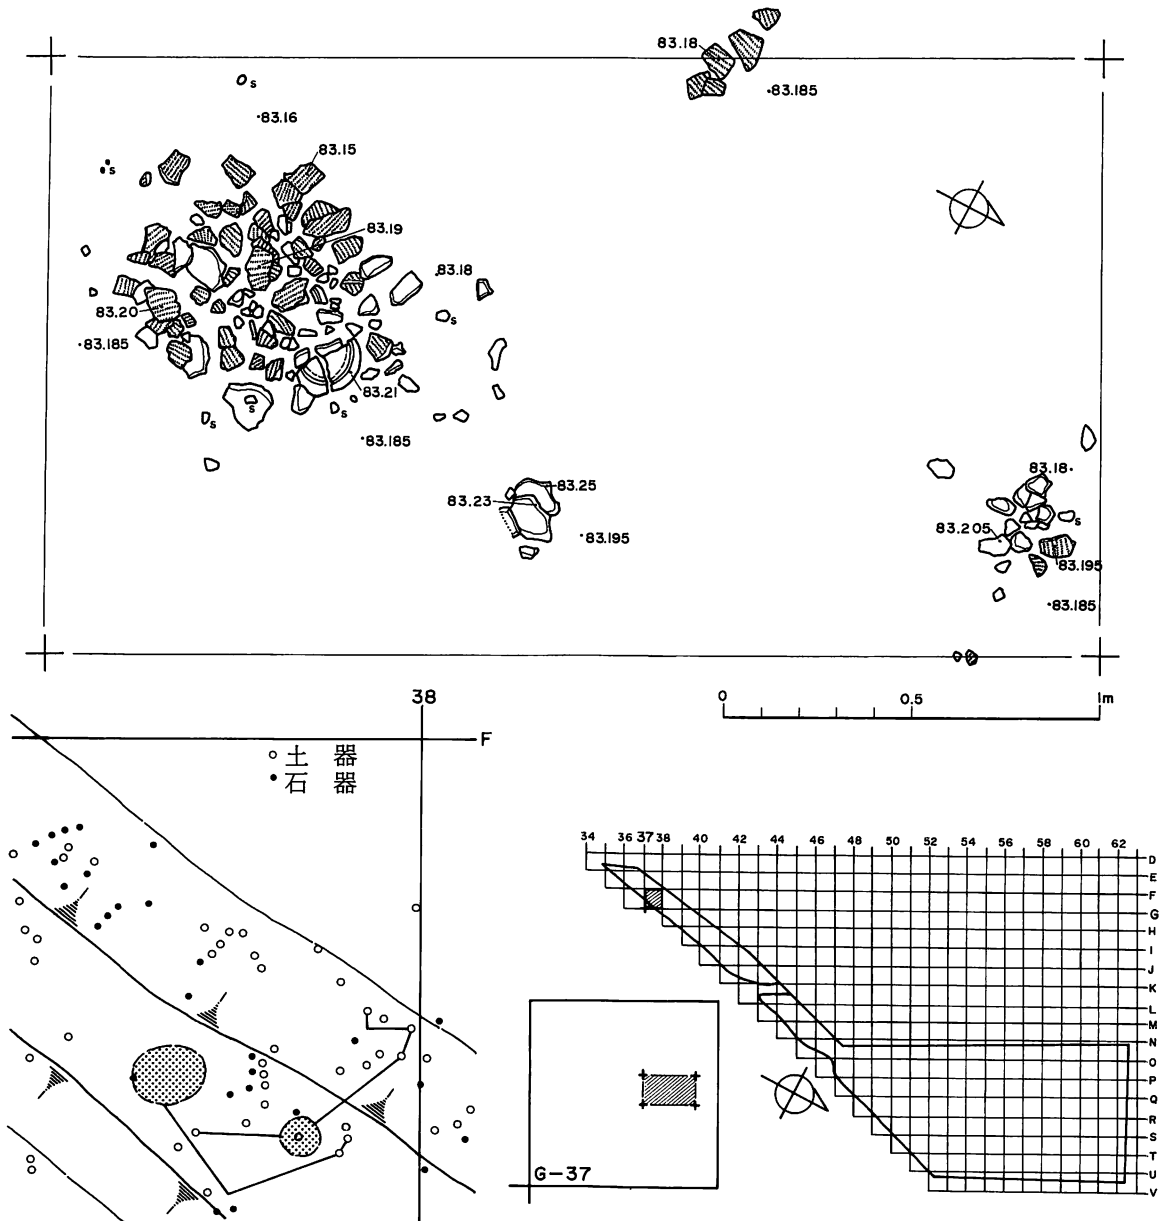 83.18
83.185
S
83.16
83.15
S
83.19
83.18
83.20
S
83.185
83.21
S
S
S
83.185
83.25
83.23
83.195
83.18
S
83.205
83.195
83.185
38
0 0.5 1m
F
土器
石器
34 36 37 38 40 42 44 46 48 50 52 54 56 58 60 62
D
E
F
G
H
I
J
K
L
M
N
O
P
Q
R
S
T
U
V
G-37